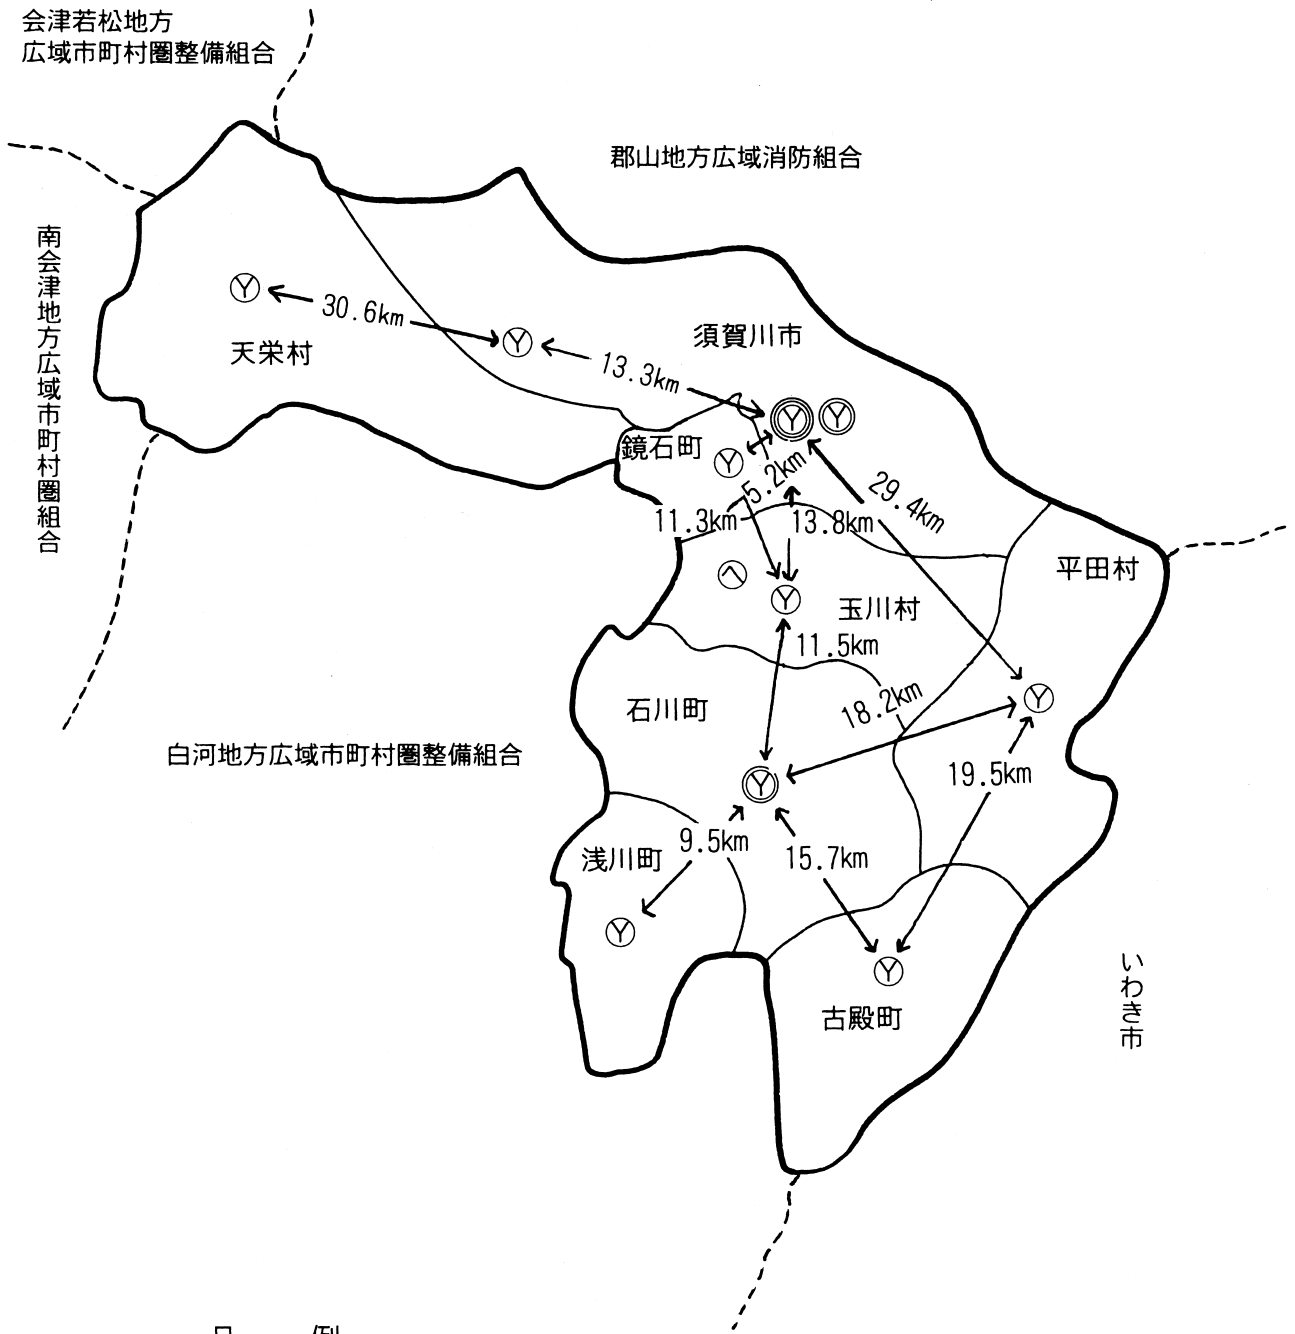 会津若松地方
広域市町村圏整備組合
郡山地方広域消防組合
南会津地方広域市町村圏組合
30.6km
天栄村
須賀川市
13.3km
鏡石町
5.2km
29.4km
11.3km
13.8km
平田村
玉川村
11.5km
石川町
18.2km
白河地方広域市町村圏整備組合
19.5km
9.5km
15.7km
浅川町
いわき市
古殿町